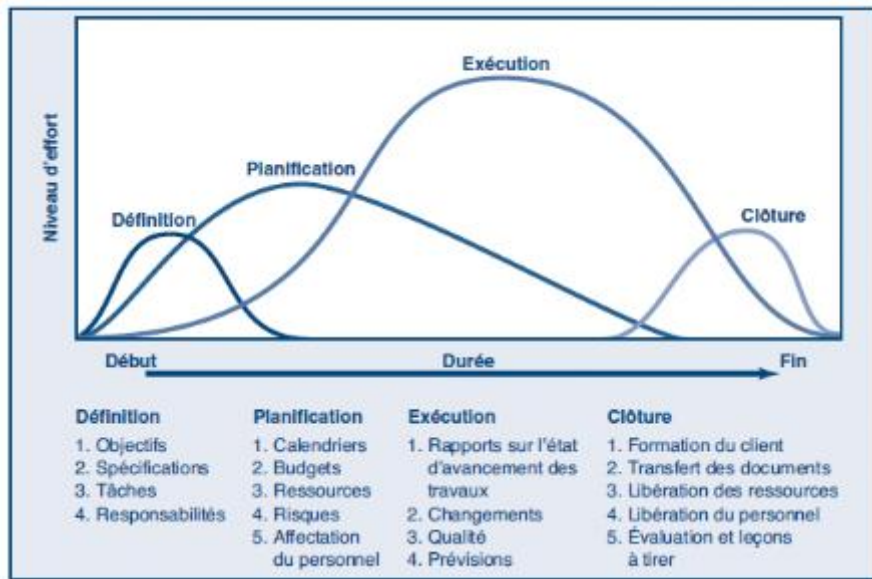 Niveau d'effort
Exécution
Planification
Définition
Clôture
Début
Durée
Fin
Définition
1. Objectifs
2. Spécifications
3. Tâches
4. Responsabilités
Planification
1. Calendriers
2. Budgets
3. Ressources
4. Risques
5. Affectation
du personnel
Exécution
1. Rapports sur l'état
d'avancement des
travaux
2. Changements
3. Qualité
4. Prévisions
Clôture
1. Formation du client
2. Transfert des documents
3. Libération des ressources
4. Libération du personnel
5. Évaluation et leçons
à tirer